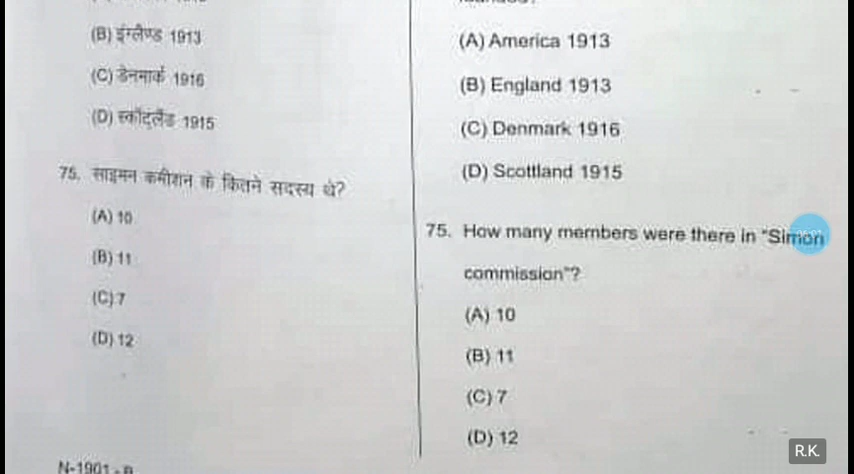 (B) इंग्लैण्ड 1913
(C) डेनमार्क 1916
(D) स्कौटलैंड 1915
75. साइमन कमीशन के कितने सदस्य थे?
(A) 10
(B) 11
(C) 7
(D) 12
N-1901 - B
(A) America 1913
(B) England 1913
(C) Denmark 1916
(D) Scottland 1915
75. How many members were there in "Simon
commission"?
(A) 10
(B) 11
(C) 7
(D) 12
R.K.